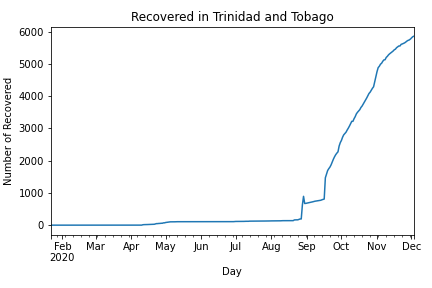 Recovered in Trinidad and Tobago
Number of Recovered
6000
5000
4000
3000
2000
1000
0
Feb Mar Apr May Jun Jul Aug Sep Oct Nov Dec
2020
Day